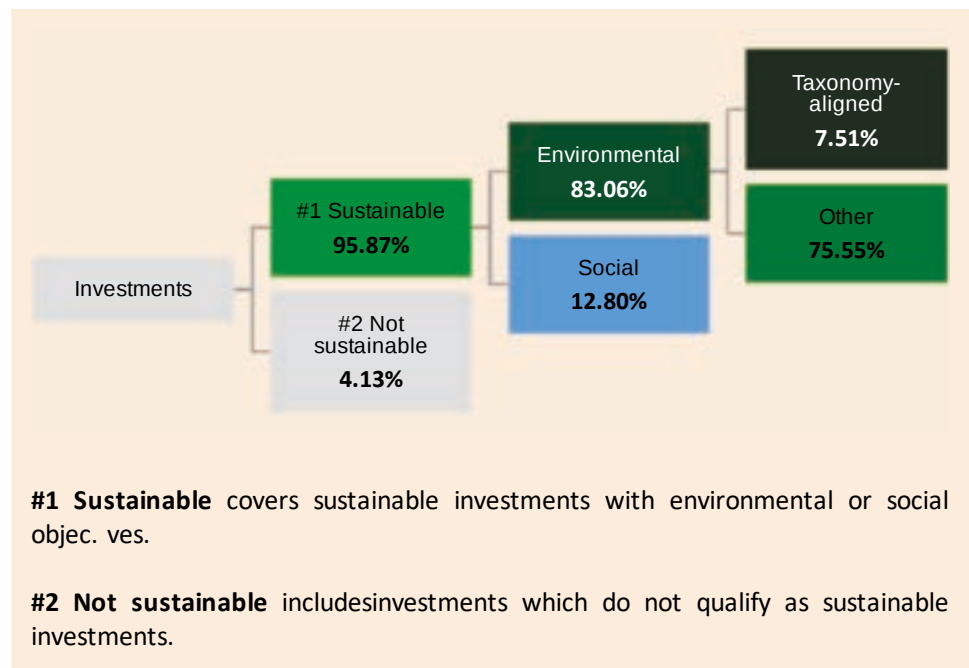 Taxonomy-
aligned
7.51%
Environmental
83.06%
#1 Sustainable
95.87%
Other
75.55%
Social
12.80%
Investments
#2 Not
sustainable
4.13%
#1 Sustainable covers sustainable investments with environmental or social
objec. ves.
#2 Not sustainable includesinvestments which do not qualify as sustainable
investments.